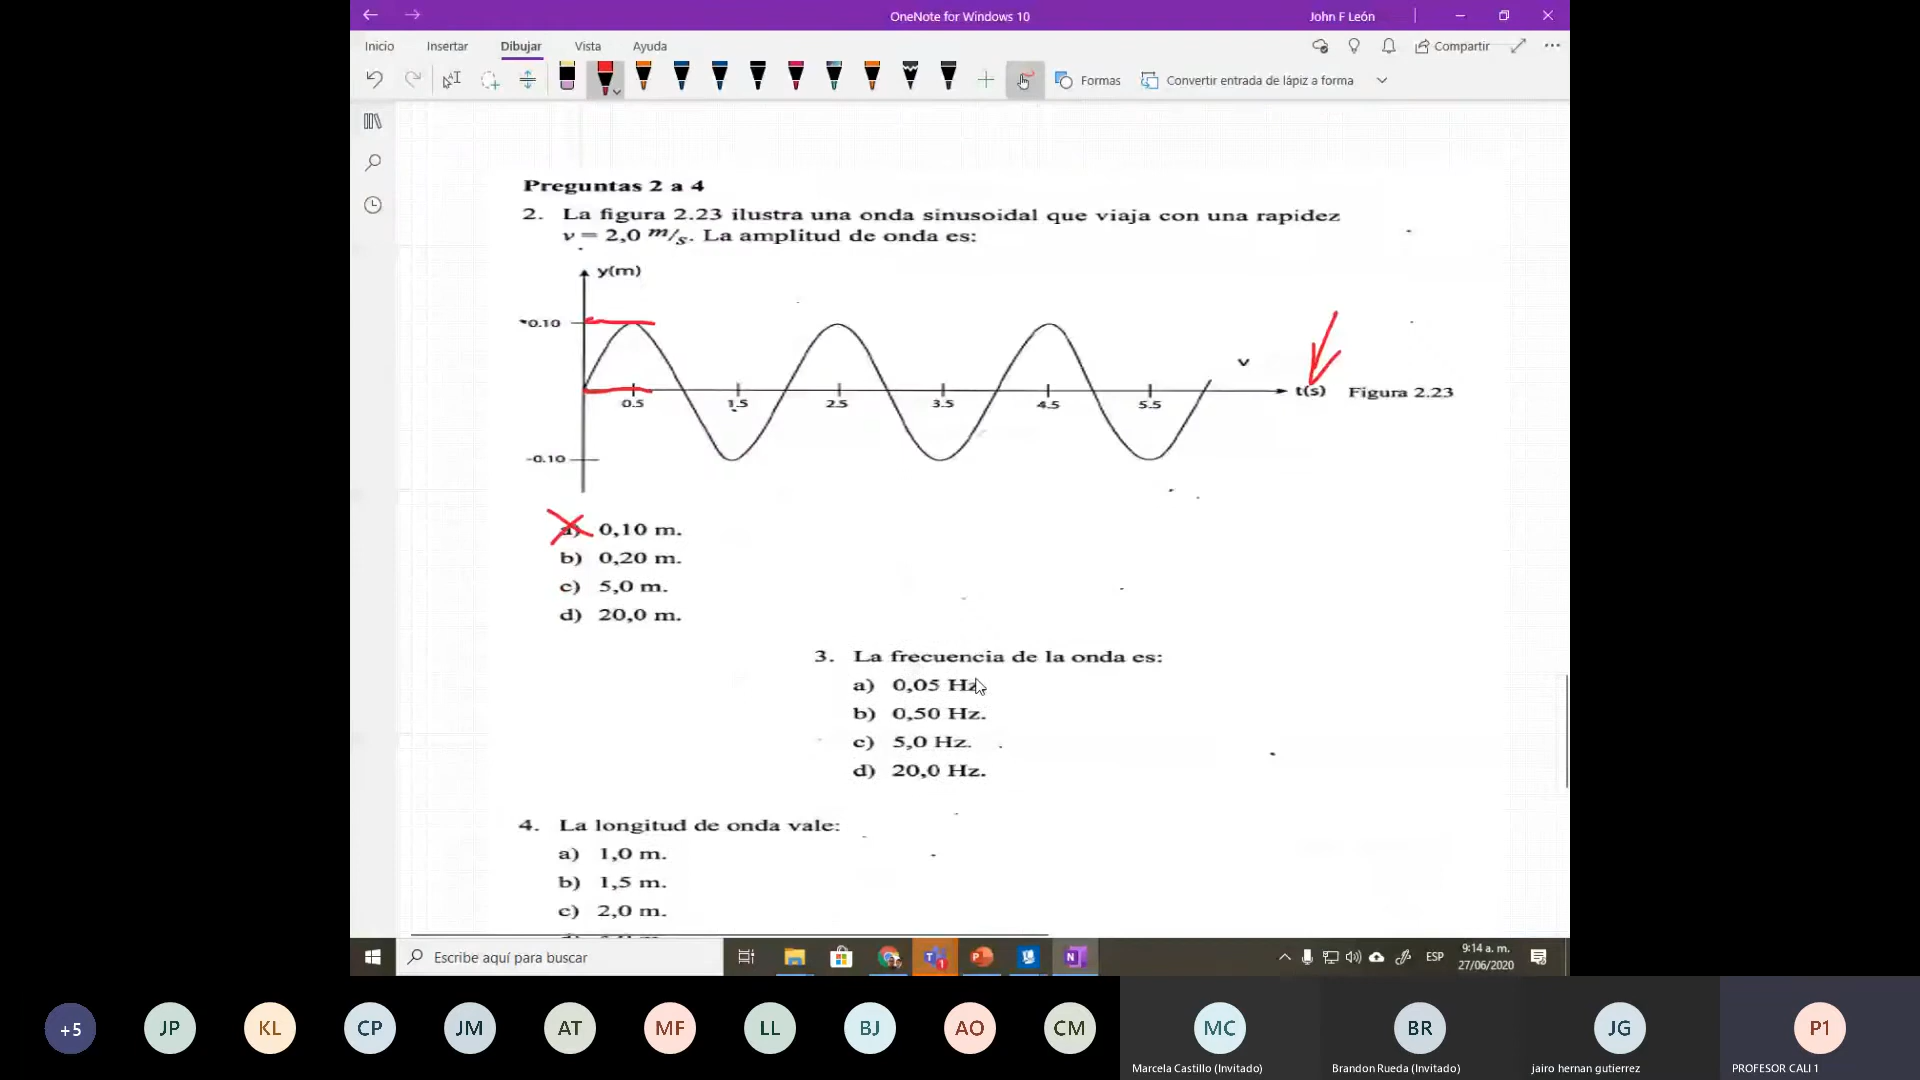 OneNote for Windows 10
John F León
Inicio Insertar Dibujar Vista Ayuda
Compartir
Formas Convertir entrada de lápiz a forma
Preguntas 2 a 4
2. La figura 2.23 ilustra una onda sinusoidal que viaja con una rapidez
v = 2,0 m/s. La amplitud de onda es:
y(m)
0.10
v
0.5 1.5 2.5 3.5 4.5 5.5 t(s) Figura 2.23
-0.10
a) 0,10 m.
b) 0,20 m.
c) 5,0 m.
d) 20,0 m.
3. La frecuencia de la onda es:
a) 0,05 Hz
b) 0,50 Hz.
c) 5,0 Hz.
d) 20,0 Hz.
4. La longitud de onda vale:
a) 1,0 m.
b) 1,5 m.
c) 2,0 m.
Escribe aquí para buscar
ESP
9:14 a. m.
27/06/2020
+5 JP KL CP JM AT MF LL BJ AO CM MC BR JG P1
Marcela Castillo (Invitado) Brandon Rueda (Invitado) jairo hernan gutierrez PROFESOR CALI 1